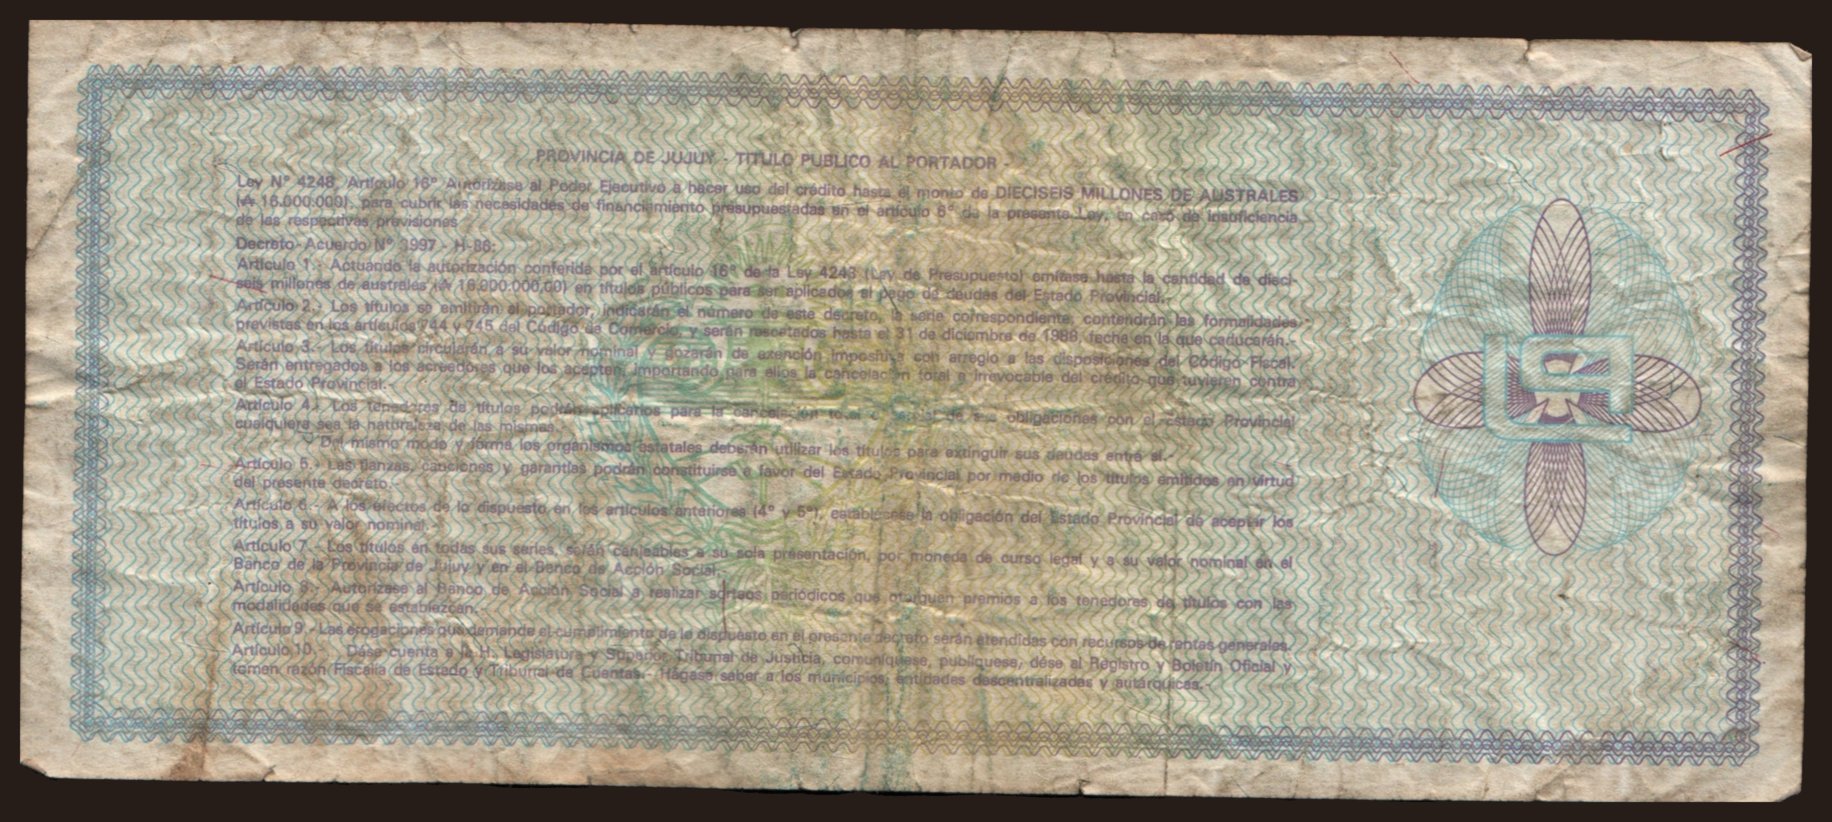 PROVINCIA DE JUJUY - TITULO PUBLICO AL PORTADOR -
Ley N° 4248, Artículo 16° Autorízase al Poder Ejecutivo a hacer uso del crédito hasta el monto de DIECISEIS MILLONES DE AUSTRALES
(₳ 16.000.000), para cubrir las necesidades de financiamiento presupuestadas en el artículo 6° de la presente Ley, en caso de insuficiencia
de las respectivas previsiones
Decreto-Acuerdo N° 3997 - H-86:
Artículo 1.- Actuando la autorización conferida por el artículo 16° de la Ley 4248 (Ley de Presupuesto) emítase hasta la cantidad de dieci-
seis millones de australes (₳ 16.000.000,00) en títulos públicos para ser aplicados al pago de deudas del Estado Provincial.-
Artículo 2.- Los títulos se emitirán al portador, indicarán el número de este decreto, la serie correspondiente, contendrán las formalidades
previstas en los artículos 744 y 745 del Código de Comercio, y serán rescatados hasta el 31 de diciembre de 1988, fecha en la que caducarán.-
Artículo 3.- Los títulos circularán a su valor nominal y gozarán de exención impositiva con arreglo a las disposiciones del Código Fiscal.
Serán entregados a los acreedores que los acepten, importando para ellos la cancelación total e irrevocable del crédito que tuvieren contra
el Estado Provincial.-
Artículo 4.- Los tenedores de títulos podrán aplicarlos para la cancelación total o parcial de sus obligaciones con el Estado Provincial
cualquiera sea la naturaleza de las mismas.
Del mismo modo y forma los organismos estatales deberán utilizar los títulos para extinguir sus deudas entre sí.-
Artículo 5.- Las fianzas, cauciones y garantías podrán constituirse a favor del Estado Provincial por medio de los títulos emitidos en virtud
del presente decreto.-
Artículo 6.- A los efectos de lo dispuesto en los artículos anteriores (4° y 5°), establécese la obligación del Estado Provincial de aceptar los
títulos a su valor nominal.-
Artículo 7.- Los títulos en todas sus series, serán canjeables a su sola presentación, por moneda de curso legal y a su valor nominal en el
Banco de la Provincia de Jujuy y en el Banco de Acción Social.
Artículo 8.- Autorízase al Banco de Acción Social a realizar sorteos periódicos que otorguen premios a los tenedores de títulos con las
modalidades que se establezcan.-
Artículo 9.- Las erogaciones que demande el cumplimiento de lo dispuesto en el presente decreto serán atendidas con recursos de rentas generales.
Artículo 10.- Dése cuenta a la H. Legislatura y Superior Tribunal de Justicia, comuníquese, publíquese, dése al Registro y Boletín Oficial y
tomen razón Fiscalía de Estado y Tribunal de Cuentas.- Hágase saber a los municipios, entidades descentralizadas y autárquicas.-